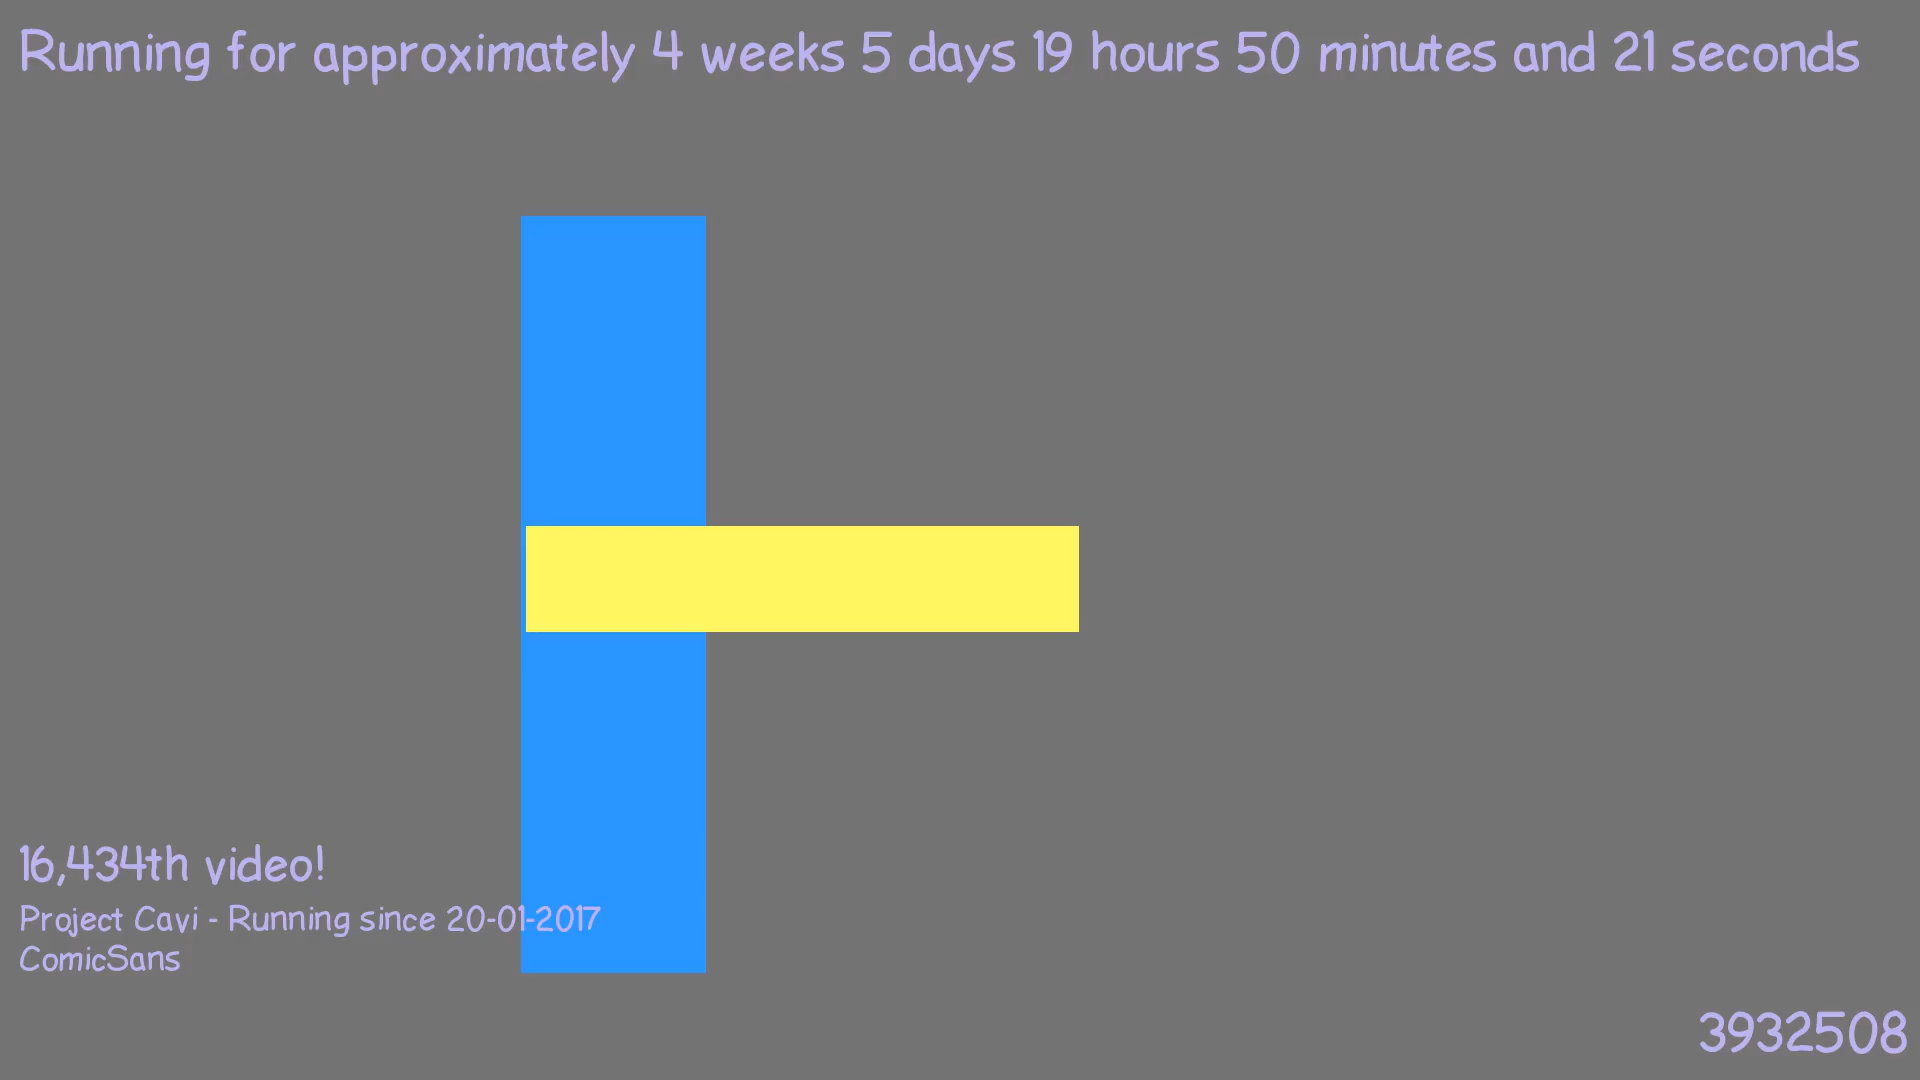 Running for approximately 4 weeks 5 days 19 hours 50 minutes and 21 seconds
16,434th video!
Project Cavi - Running since 20-01-2017
ComicSans
3932508